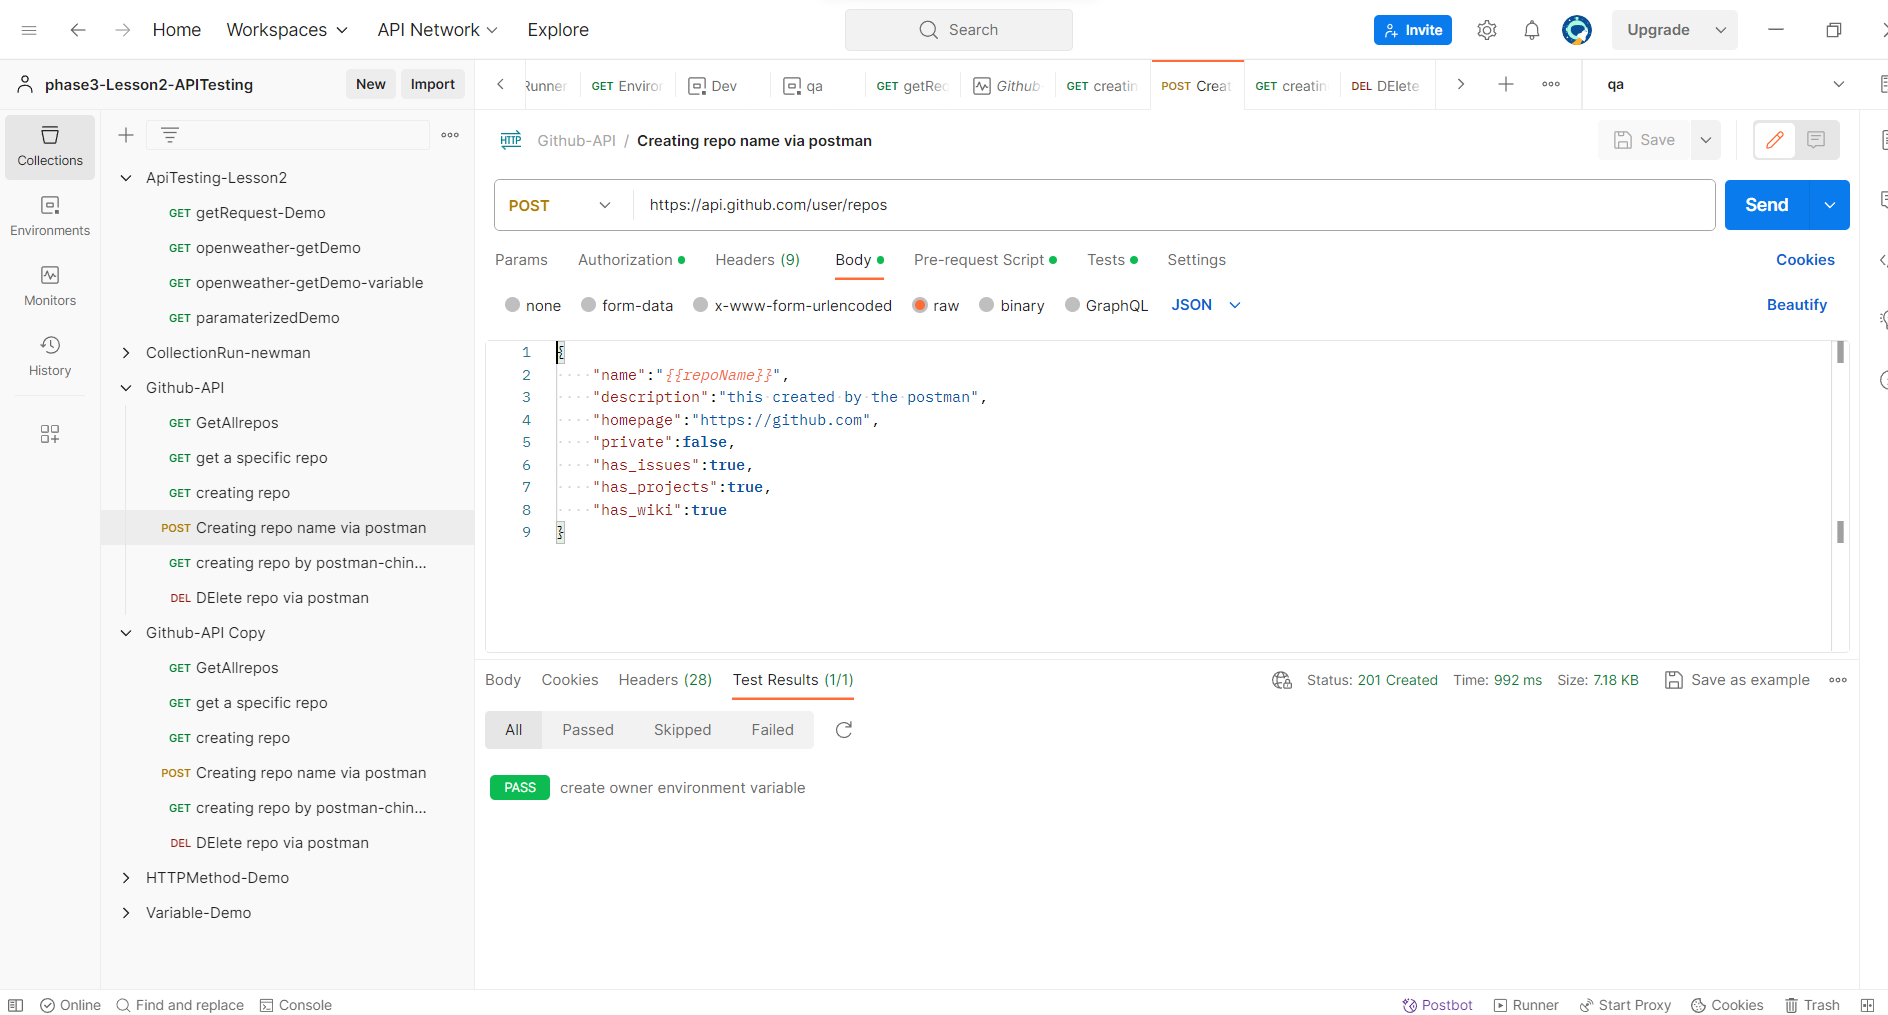 Home Workspaces API Network Explore Search Invite Upgrade
phase3-Lesson2-APITesting New Import
Runner GET Environ Dev qa GET getRec Github- GET creatin POST Creat GET creatin DEL DElete qa
Collections
Environments
Monitors
History
ApiTesting-Lesson2
GET getRequest-Demo
GET openweather-getDemo
GET openweather-getDemo-variable
GET paramaterizedDemo
CollectionRun-newman
Github-API
GET GetAllrepos
GET get a specific repo
GET creating repo
POST Creating repo name via postman
GET creating repo by postman-chin...
DEL DElete repo via postman
Github-API Copy
GET GetAllrepos
GET get a specific repo
GET creating repo
POST Creating repo name via postman
GET creating repo by postman-chin...
DEL DElete repo via postman
HTTPMethod-Demo
Variable-Demo
HTTP Github-API / Creating repo name via postman Save
POST https://api.github.com/user/repos Send
Params Authorization Headers (9) Body Pre-request Script Tests Settings Cookies
none form-data x-www-form-urlencoded raw binary GraphQL JSON Beautify
1 {
2 "name":"{{repoName}}",
3 "description":"this created by the postman",
4 "homepage":"https://github.com",
5 "private":false,
6 "has_issues":true,
7 "has_projects":true,
8 "has_wiki":true
9 }
Body Cookies Headers (28) Test Results (1/1) Status: 201 Created Time: 992 ms Size: 7.18 KB Save as example
All Passed Skipped Failed
PASS create owner environment variable
Online Find and replace Console Postbot Runner Start Proxy Cookies Trash